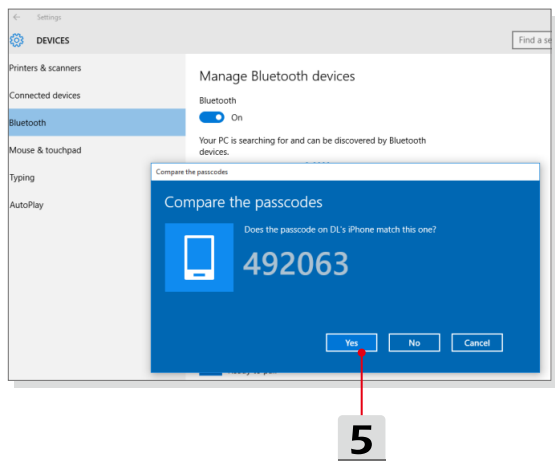 Settings
DEVICES
Find a se
Printers & scanners
Connected devices
Bluetooth
Mouse & touchpad
Typing
AutoPlay
Manage Bluetooth devices
Bluetooth
On
Your PC is searching for and can be discovered by Bluetooth
devices.
Compare the passcodes
Compare the passcodes
Does the passcode on DL's iPhone match this one?
492063
Yes
No
Cancel
5